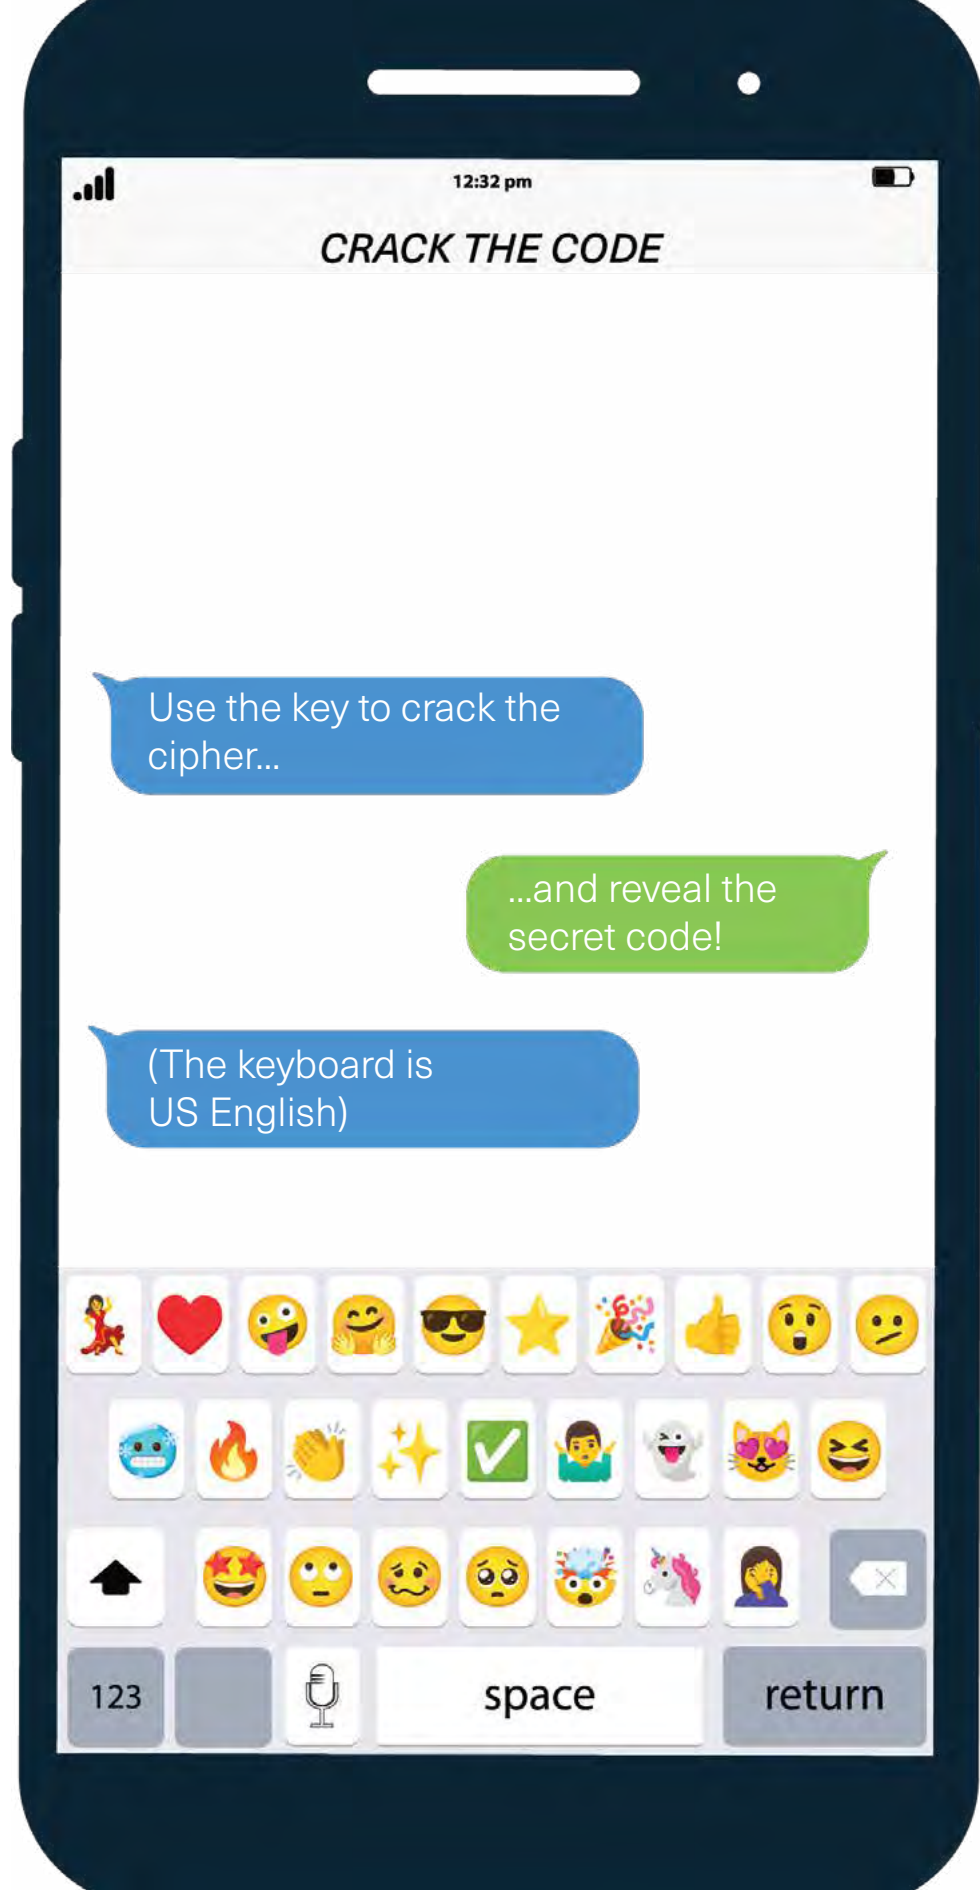 12:32 pm
CRACK THE CODE
Use the key to crack the
cipher...
...and reveal the
secret code!
(The keyboard is
US English)
123
space
return